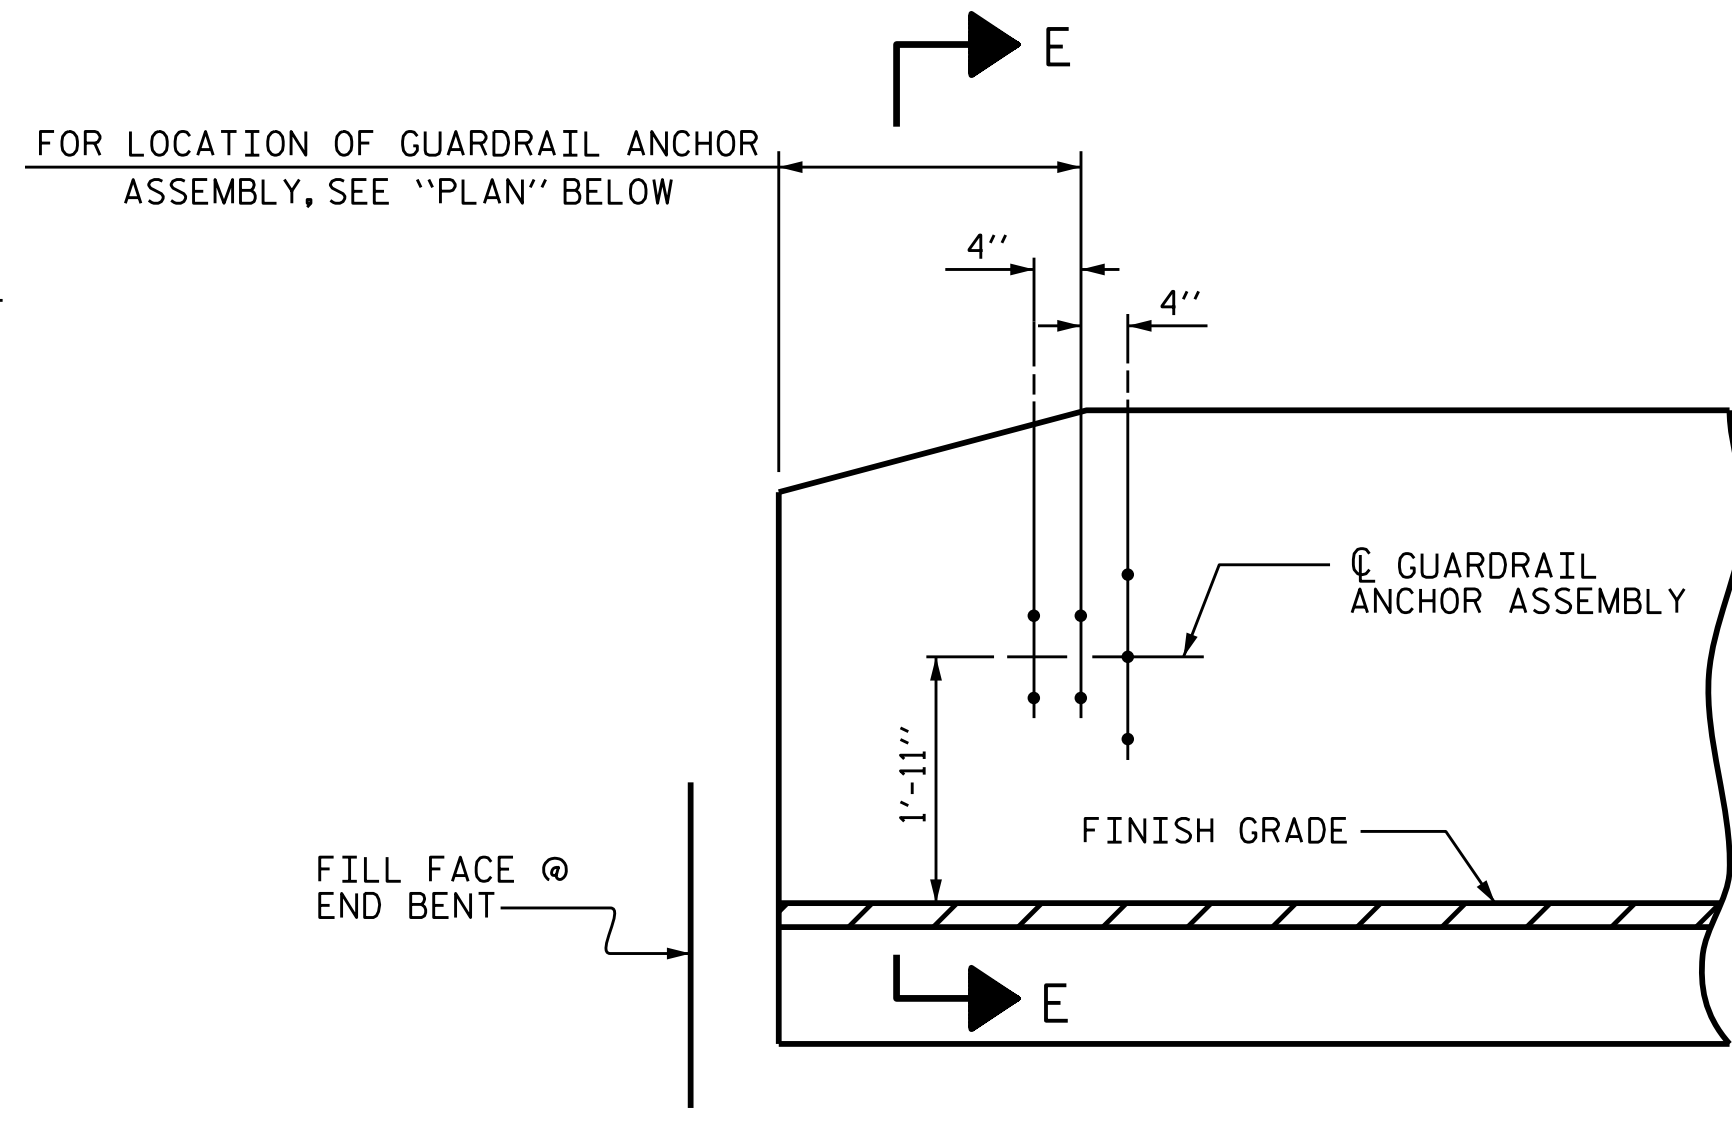 E
FOR LOCATION OF GUARDRAIL ANCHOR
ASSEMBLY, SEE "PLAN" BELOW
4"
4"
℄ GUARDRAIL
ANCHOR ASSEMBLY
1'-11"
FINISH GRADE
FILL FACE @
END BENT
E